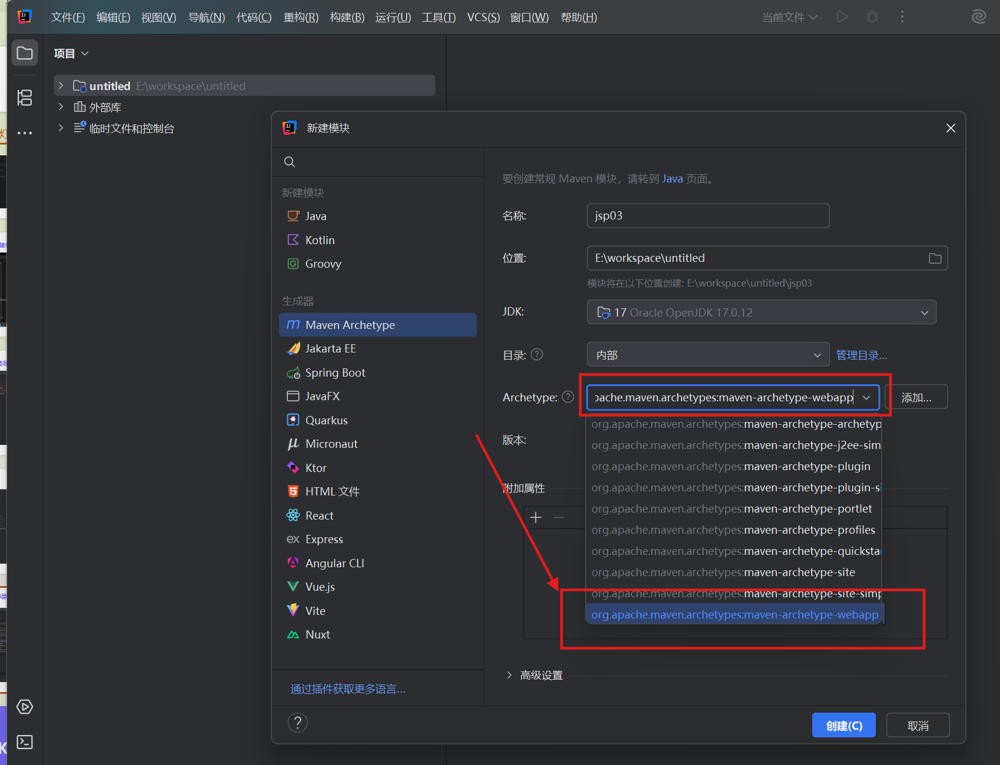 文件(F) 编辑(E) 视图(V) 导航(N) 代码(C) 重构(R) 构建(B) 运行(U) 工具(T) VCS(S) 窗口(W) 帮助(H) 当前文件
项目
untitled E:\workspace\untitled
外部库
临时文件和控制台
新建模块
新建模块
Java
Kotlin
Groovy
生成器
Maven Archetype
Jakarta EE
Spring Boot
JavaFX
Quarkus
Micronaut
Ktor
HTML 文件
React
Express
Angular CLI
Vue.js
Vite
Nuxt
通过插件获取更多语言...
要创建常规 Maven 模块，请转到 Java 页面。
名称: jsp03
位置: E:\workspace\untitled
模块将在以下位置创建: E:\workspace\untitled\jsp03
JDK: 17 Oracle OpenJDK 17.0.12
目录: 内部 管理目录...
Archetype: pache.maven.archetypes:maven-archetype-webapp 添加...
org.apache.maven.archetypes:maven-archetype-archetyp
版本:
org.apache.maven.archetypes:maven-archetype-j2ee-sim
org.apache.maven.archetypes:maven-archetype-plugin
附加属性
org.apache.maven.archetypes:maven-archetype-plugin-si
org.apache.maven.archetypes:maven-archetype-portlet
org.apache.maven.archetypes:maven-archetype-profiles
org.apache.maven.archetypes:maven-archetype-quicksta
org.apache.maven.archetypes:maven-archetype-site
org.apache.maven.archetypes:maven-archetype-site-simp
org.apache.maven.archetypes:maven-archetype-webapp
高级设置
创建(C) 取消